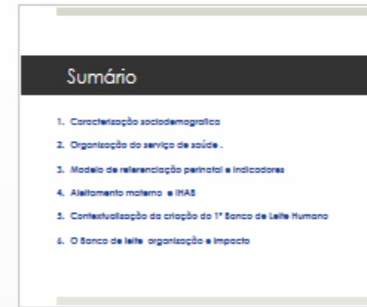 Sumário
1. Caracterização sociodemografica
2. Organização do serviço de saúde .
3. Modelo de referenciação perinatal e indicadores
4. Aleitamento materno e IHAB
5. Contextualização da criação do 1º Banco de Leite Humano
6. O Banco de leite organização e impacto